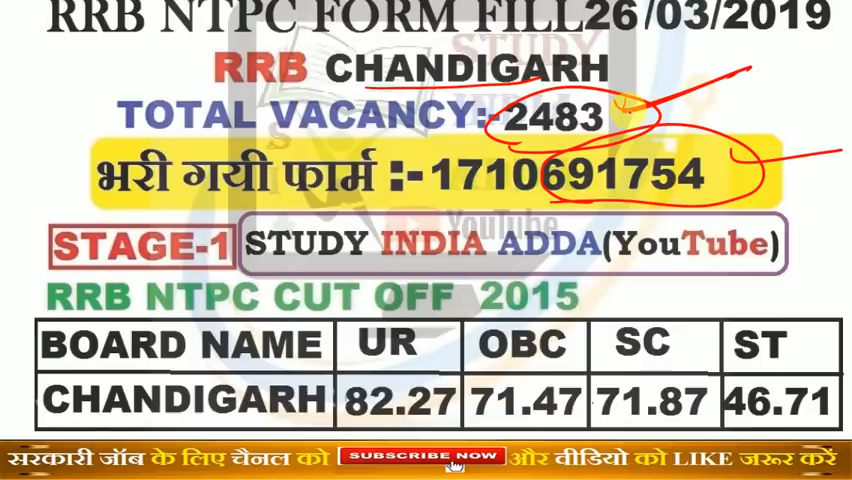 RRB NTPC FORM FILL26/03/2019
RRB CHANDIGARH
TOTAL VACANCY:-2483
भरी गयी फार्म :-1710691754
STAGE-1 STUDY INDIA ADDA(YouTube)
YouTube
RRB NTPC CUT OFF 2015
BOARD NAME UR OBC SC ST
CHANDIGARH 82.27 71.47 71.87 46.71
सरकारी जॉब के लिए चैनल को SUBSCRIBE NOW और वीडियो को LIKE जरूर करें